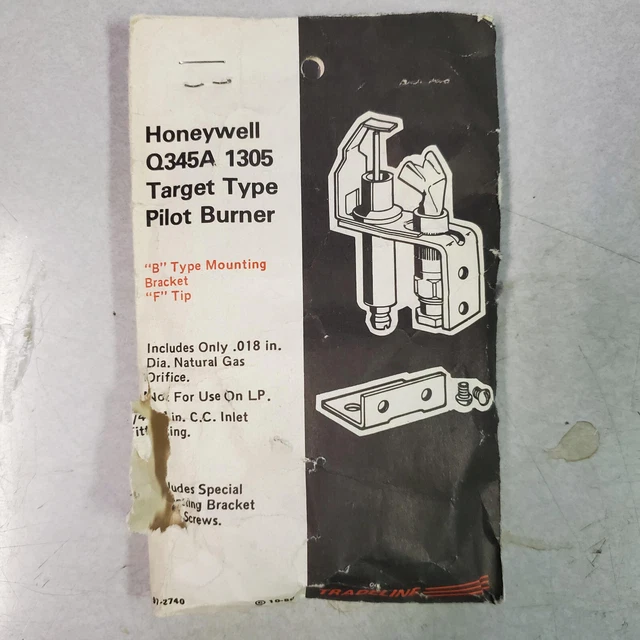 Honeywell
Q345A 1305
Target Type
Pilot Burner
"B" Type Mounting
Bracket
"F" Tip
Includes Only .018 in.
Dia. Natural Gas
Orifice.
For Use On LP.
in. C.C. Inlet
Special
Bracket
Screws.
-2740
©
TRADELINE